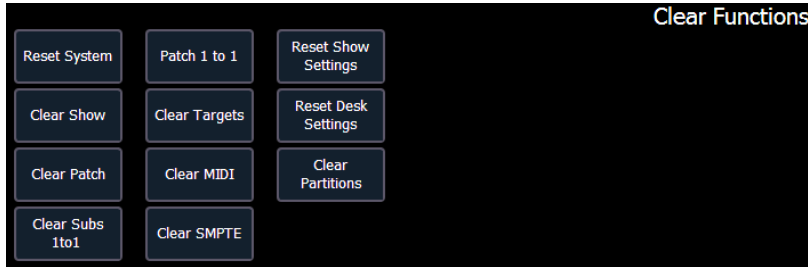 Clear Functions
Reset System
Patch 1 to 1
Reset Show
Settings
Clear Show
Clear Targets
Reset Desk
Settings
Clear Patch
Clear MIDI
Clear
Partitions
Clear Subs
1to1
Clear SMPTE